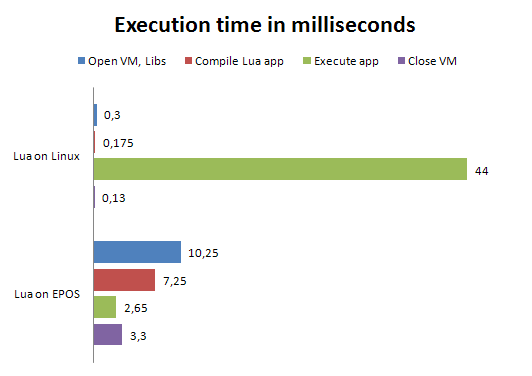 Execution time in milliseconds
Open VM, Libs Compile Lua app Execute app Close VM
0,3
0,175
Lua on Linux
44
0,13
10,25
7,25
Lua on EPOS
2,65
3,3